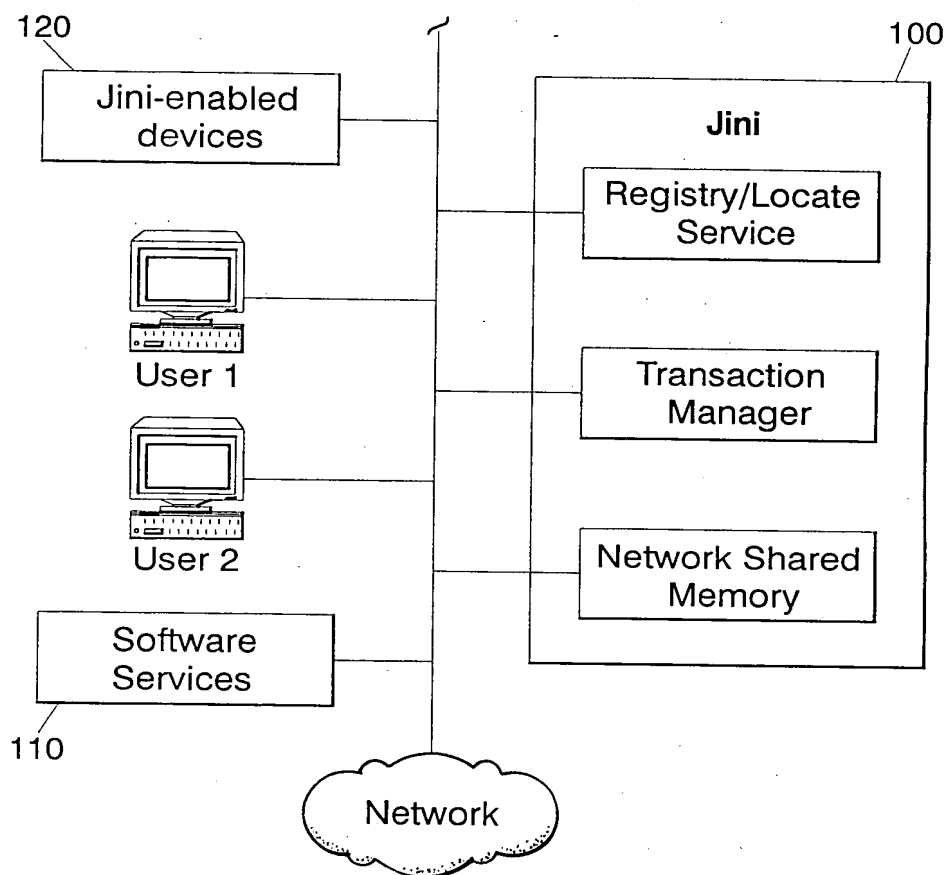 120
Jini-enabled
devices
User 1
User 2
Software
Services
110
Network
100
Jini
Registry/Locate
Service
Transaction
Manager
Network Shared
Memory